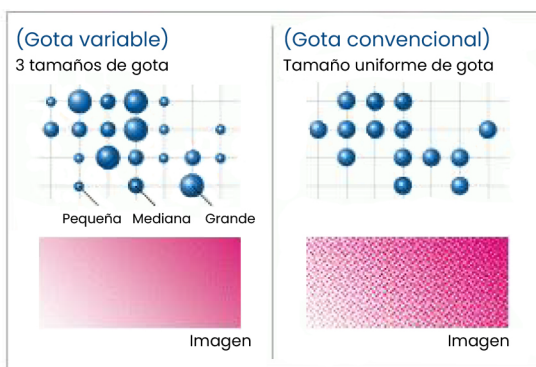 (Gota variable)
3 tamaños de gota
Pequeña Mediana Grande
Imagen
(Gota convencional)
Tamaño uniforme de gota
Imagen